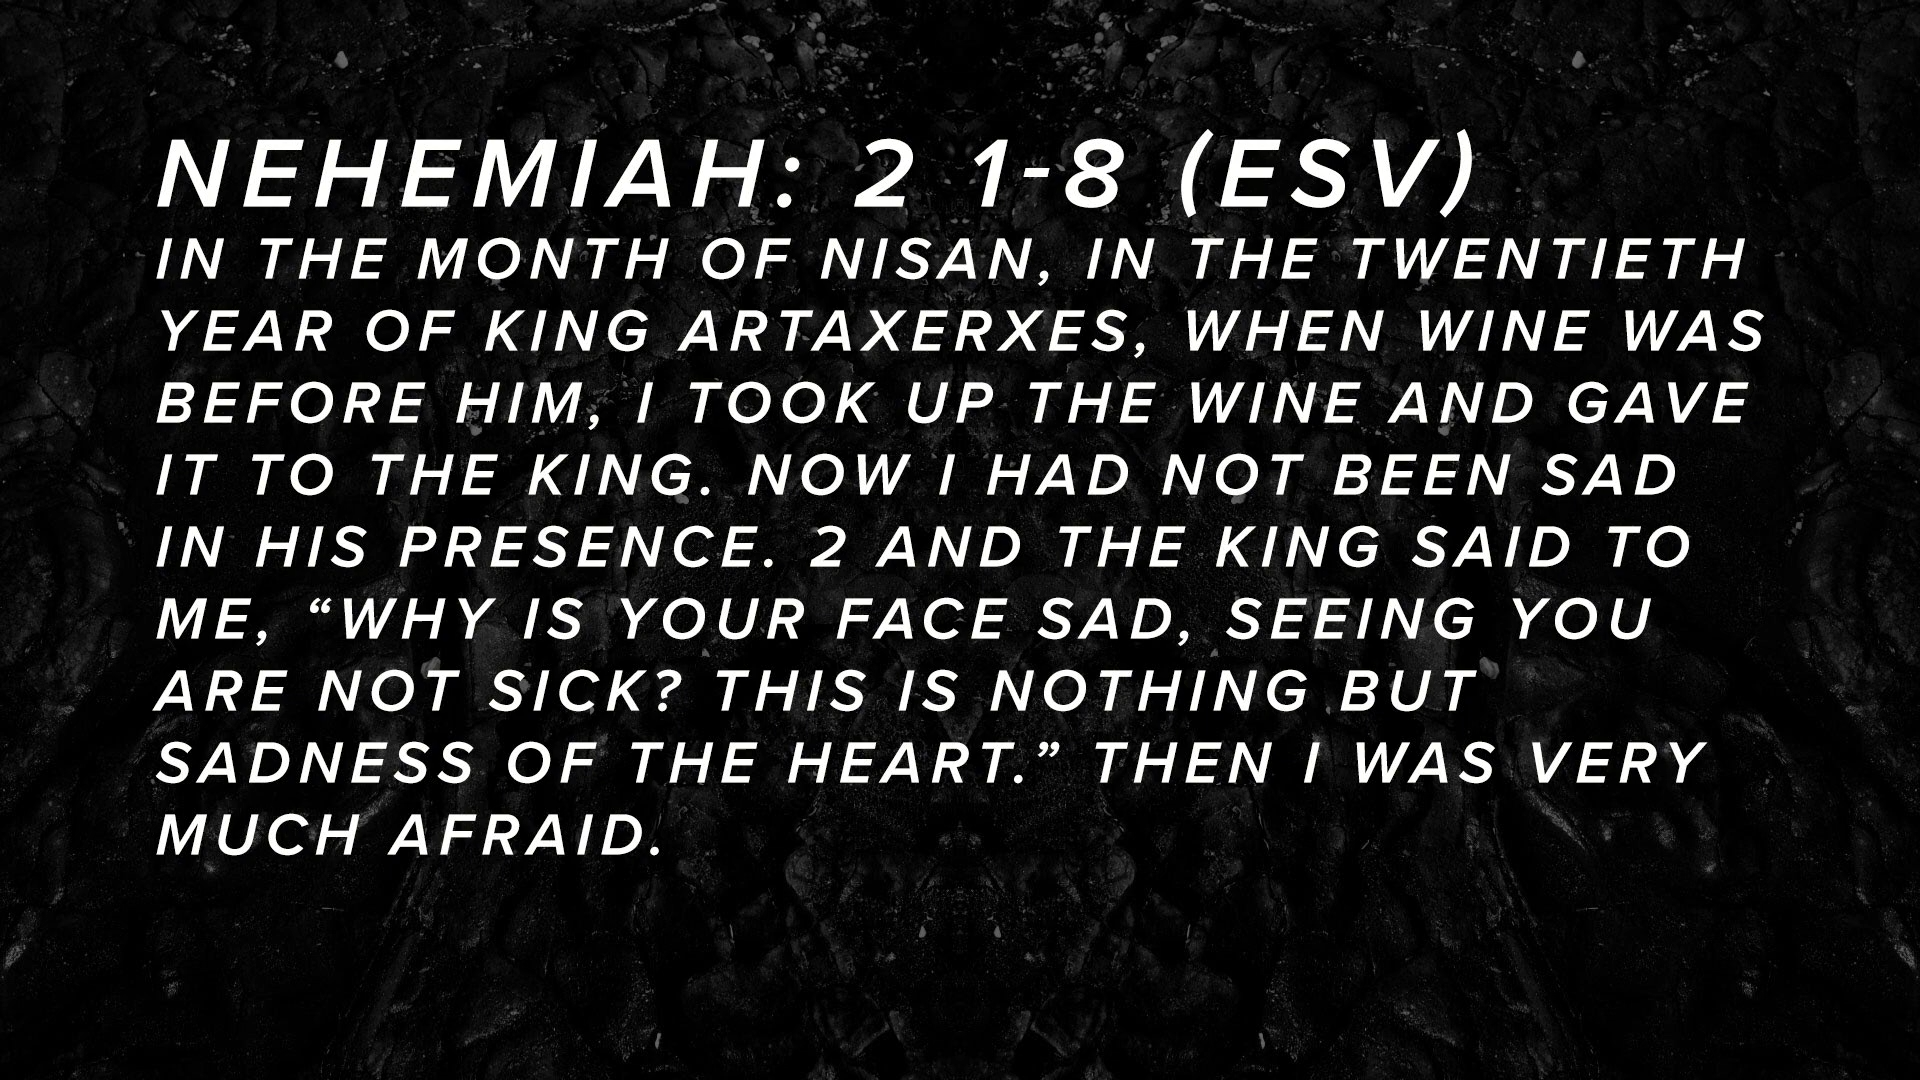 NEHEMIAH: 2 1-8 (ESV)
IN THE MONTH OF NISAN, IN THE TWENTIETH
YEAR OF KING ARTAXERXES, WHEN WINE WAS
BEFORE HIM, I TOOK UP THE WINE AND GAVE
IT TO THE KING. NOW I HAD NOT BEEN SAD
IN HIS PRESENCE. 2 AND THE KING SAID TO
ME, “WHY IS YOUR FACE SAD, SEEING YOU
ARE NOT SICK? THIS IS NOTHING BUT
SADNESS OF THE HEART.” THEN I WAS VERY
MUCH AFRAID.